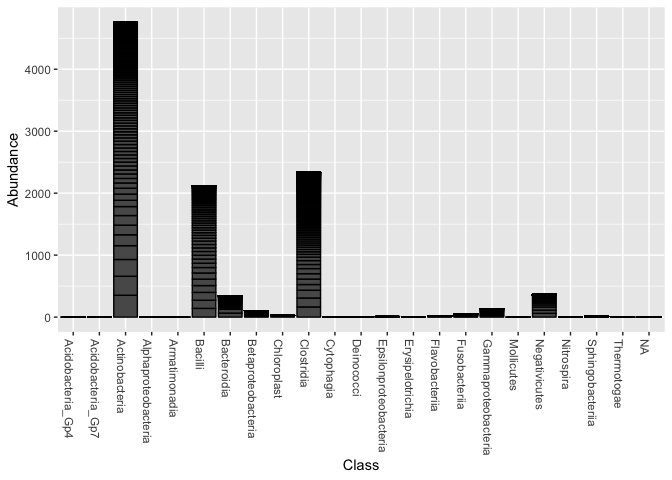 Abundance
4000
3000
2000
1000
0
Acidobacteria_Gp4
Acidobacteria_Gp7
Actinobacteria
Alphaproteobacteria
Armatimonadia
Bacilli
Bacteroidia
Betaproteobacteria
Chloroplast
Clostridia
Cytophagia
Deinococci
Epsilonproteobacteria
Erysipelotrichia
Flavobacteriia
Fusobacteriia
Gammaproteobacteria
Mollicutes
Negativicutes
Nitrospira
Sphingobacteriia
Thermotogae
NA
Class